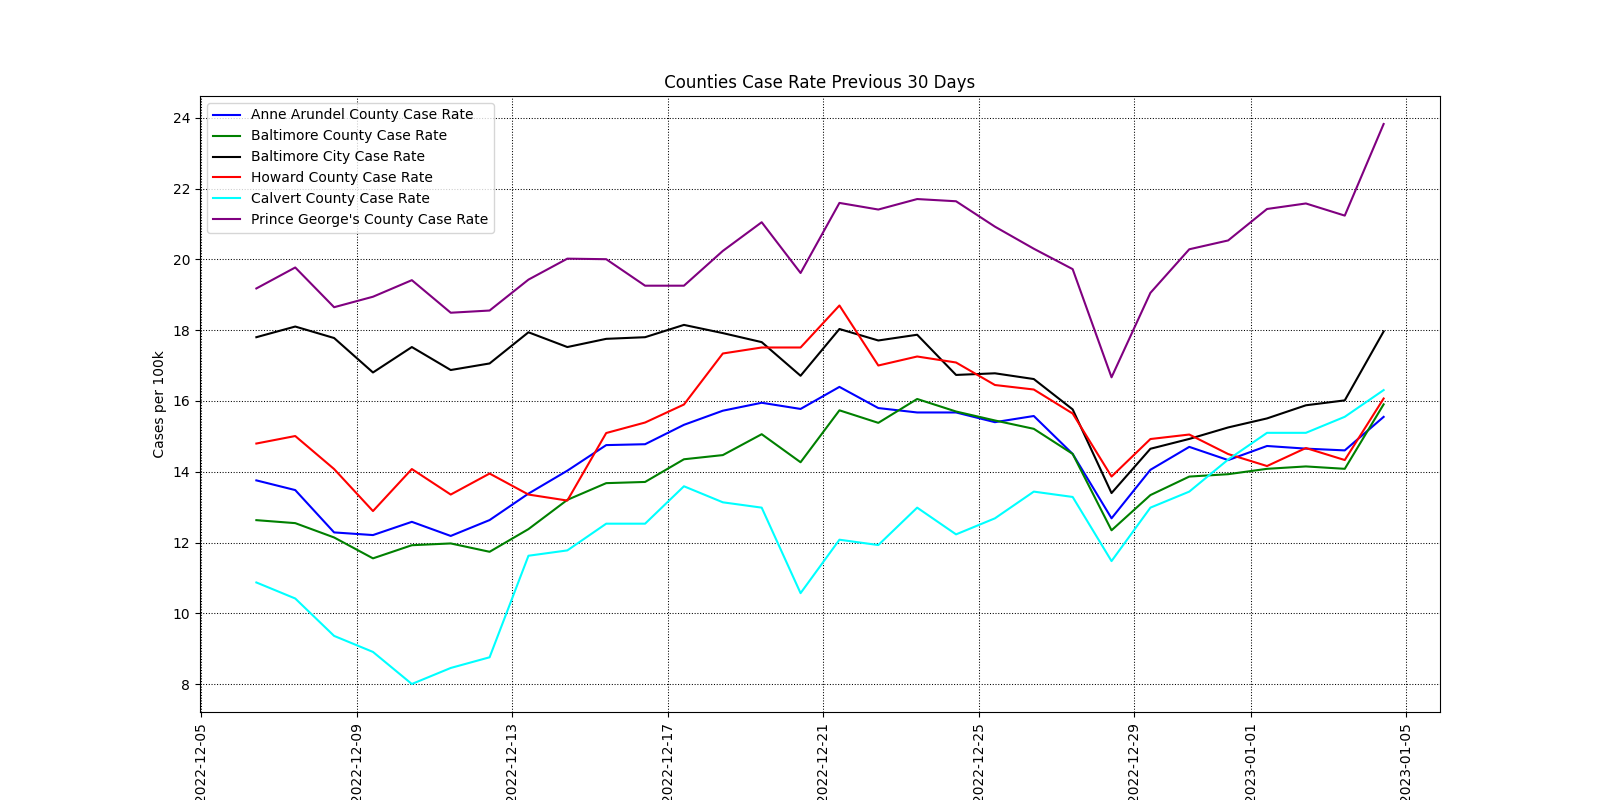 Counties Case Rate Previous 30 Days
Anne Arundel County Case Rate
Baltimore County Case Rate
Baltimore City Case Rate
Howard County Case Rate
Calvert County Case Rate
Prince George's County Case Rate
Cases per 100k
24
22
20
18
16
14
12
10
8
2022-12-05
2022-12-09
2022-12-13
2022-12-17
2022-12-21
2022-12-25
2022-12-29
2023-01-01
2023-01-05